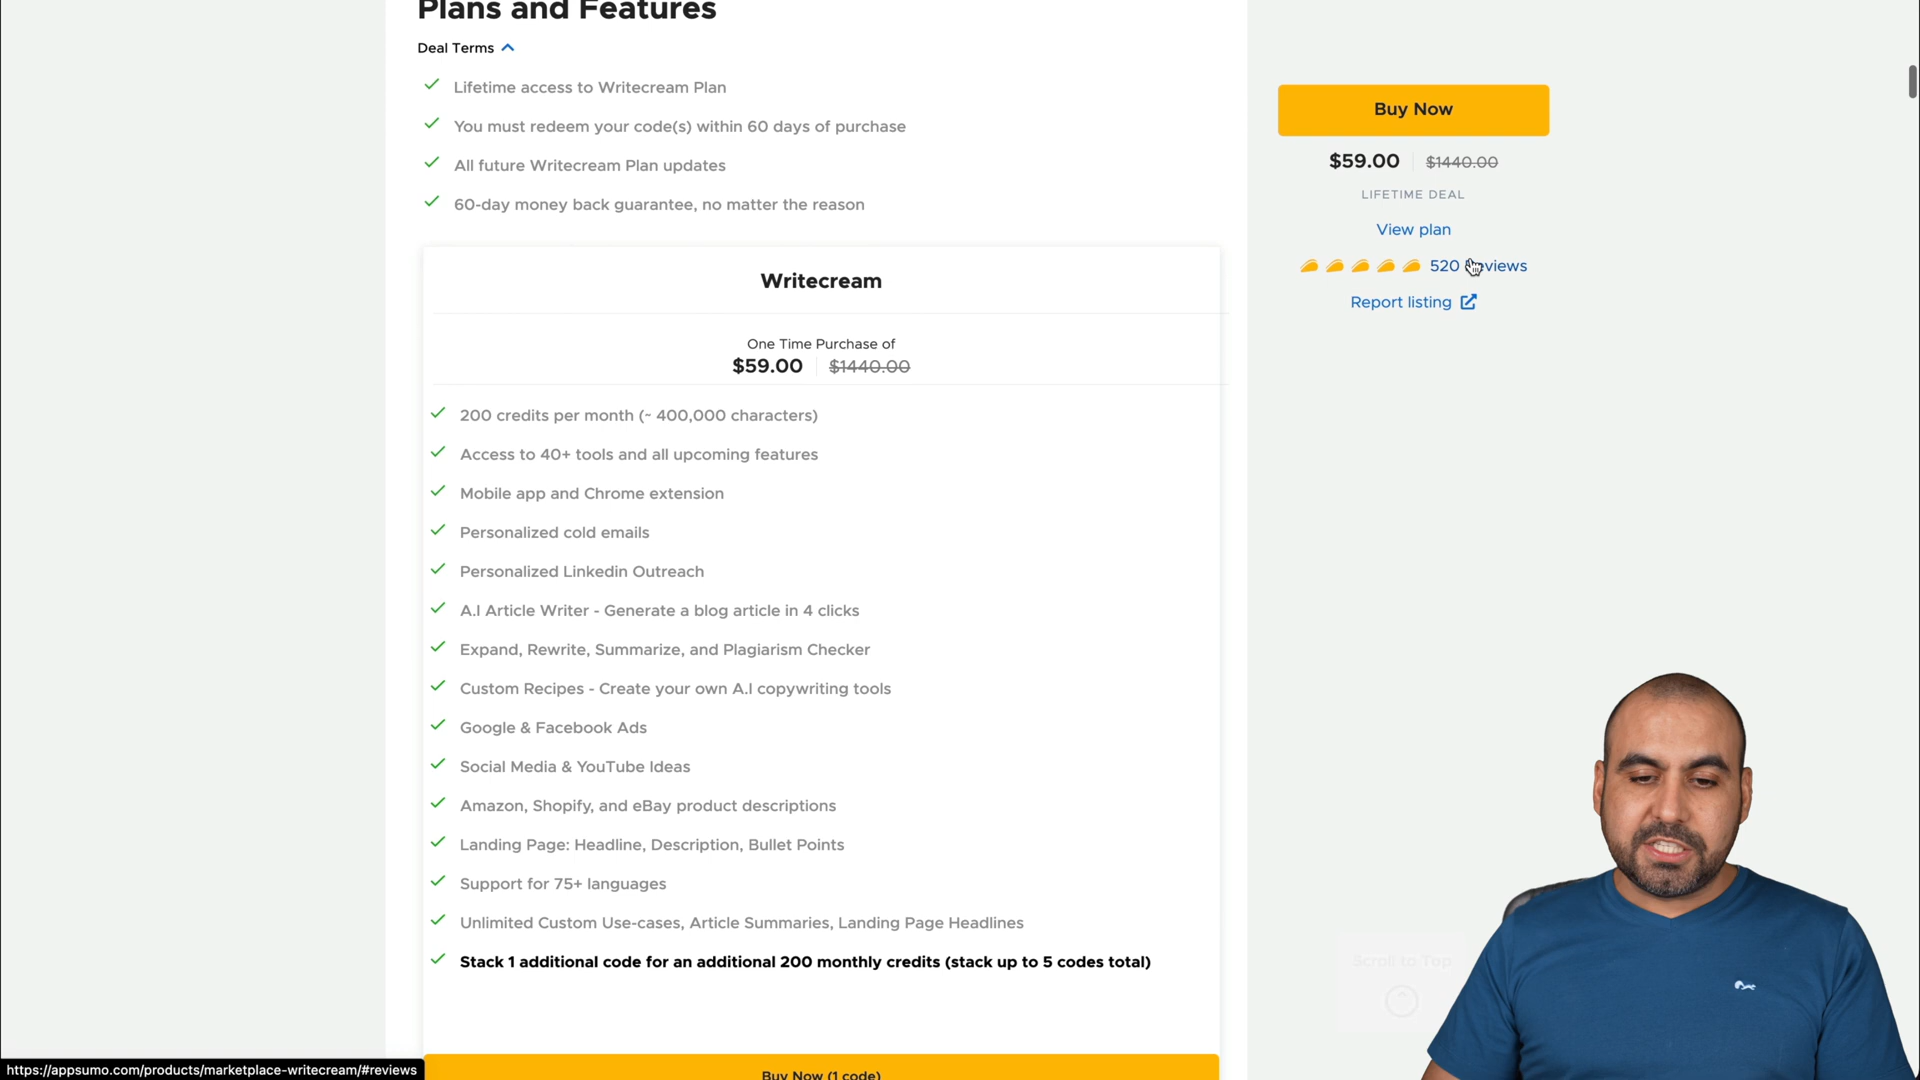 Plans and Features
Deal Terms
Lifetime access to Writecream Plan
You must redeem your code(s) within 60 days of purchase
All future Writecream Plan updates
60-day money back guarantee, no matter the reason
Buy Now
$59.00 $1440.00
LIFETIME DEAL
View plan
520 Reviews
Report listing
Writecream
One Time Purchase of
$59.00 $1440.00
200 credits per month (~ 400,000 characters)
Access to 40+ tools and all upcoming features
Mobile app and Chrome extension
Personalized cold emails
Personalized Linkedin Outreach
A.I Article Writer - Generate a blog article in 4 clicks
Expand, Rewrite, Summarize, and Plagiarism Checker
Custom Recipes - Create your own A.I copywriting tools
Google & Facebook Ads
Social Media & YouTube Ideas
Amazon, Shopify, and eBay product descriptions
Landing Page: Headline, Description, Bullet Points
Support for 75+ languages
Unlimited Custom Use-cases, Article Summaries, Landing Page Headlines
Stack 1 additional code for an additional 200 monthly credits (stack up to 5 codes total)
Scroll to Top
Buy Now (1 code)
https://appsumo.com/products/marketplace-writecream/#reviews